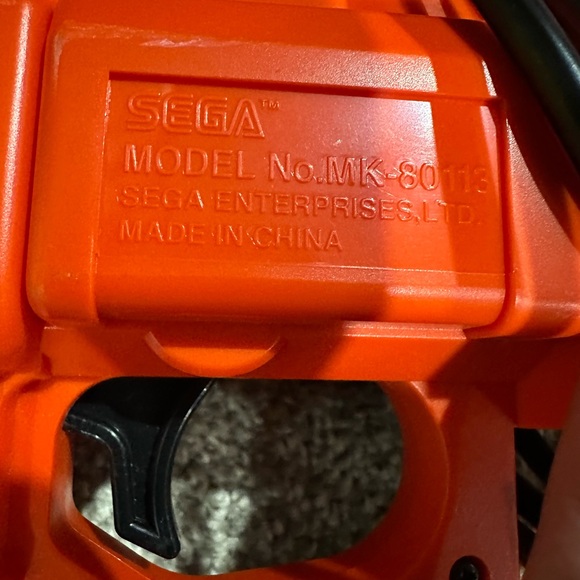 SEGA™
MODEL No.MK-80113
SEGA ENTERPRISES,LTD.
MADE IN CHINA